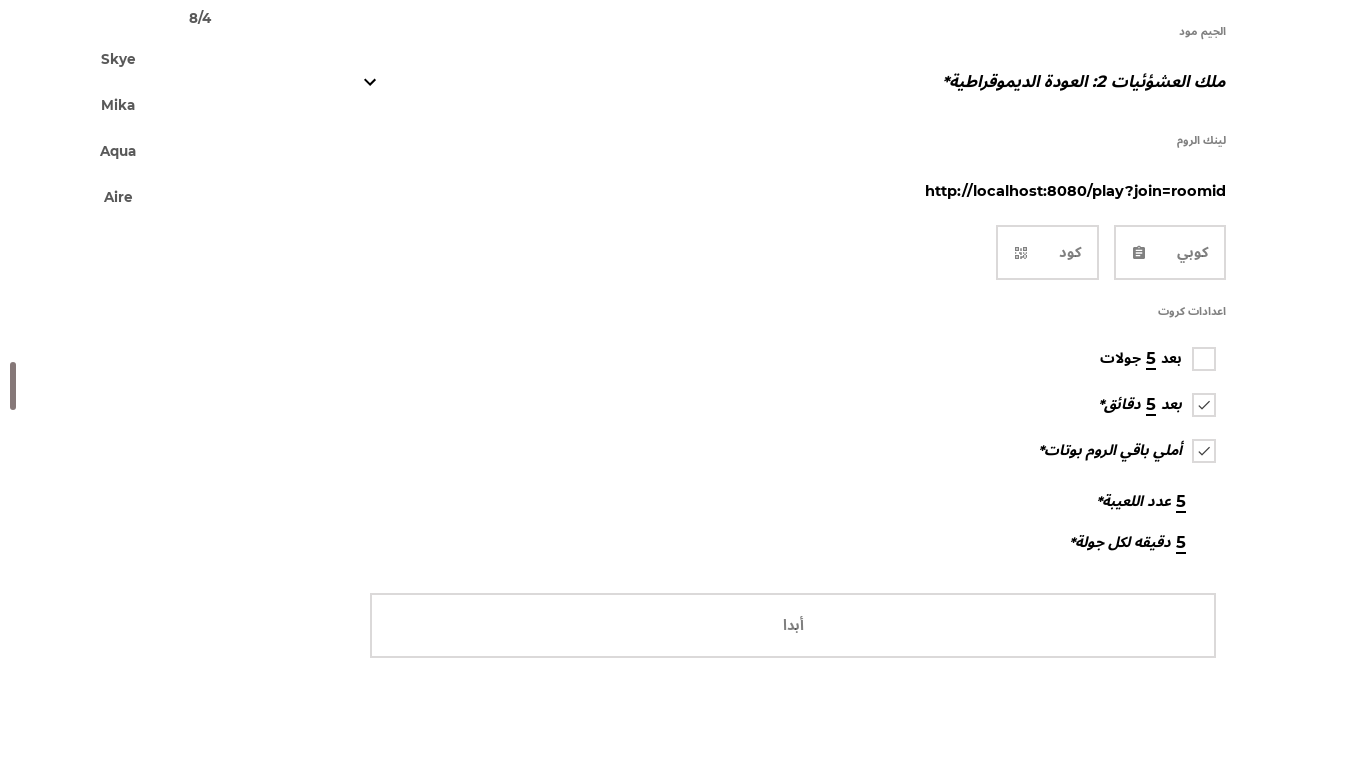 الجيم مود
ملك العشوئيات 2: العودة الديموقراطية*
لينك الروم
http://localhost:8080/play?join=roomid
كوبي
كود
اعدادات كروت
بعد 5 جولات
بعد 5 دقائق*
أملي باقي الروم بوتات*
5 عدد اللعيبة*
5 دقيقه لكل جولة*
أبدا
8/4
Skye
Mika
Aqua
Aire